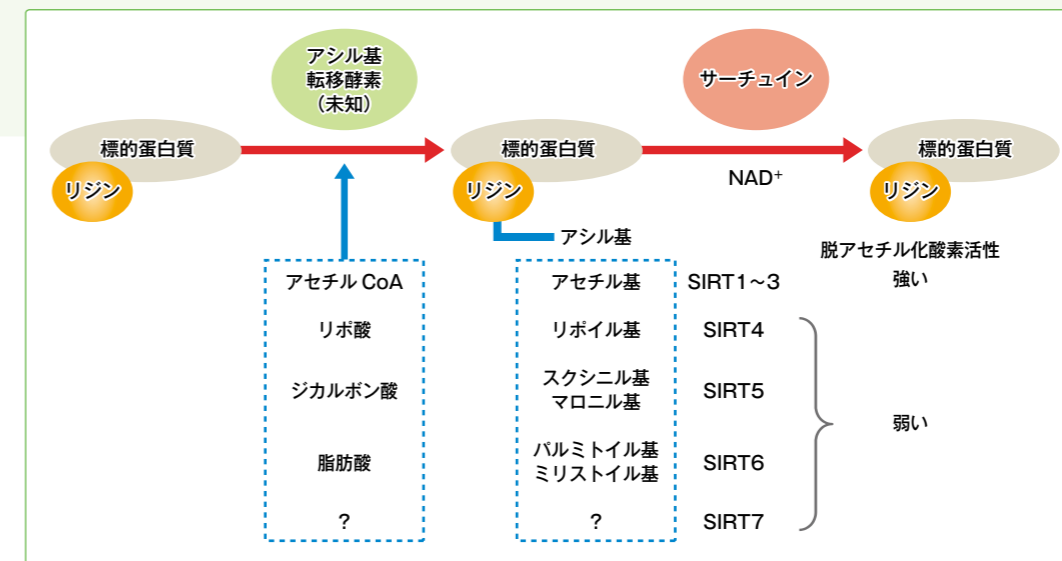 アシル基
転移酵素
（未知）
サーチュイン
標的蛋白質
標的蛋白質
標的蛋白質
リジン
リジン
NAD⁺
リジン
アシル基
脱アセチル化酸素活性
アセチル CoA
アセチル基
SIRT1～3
強い
リポ酸
リポイル基
SIRT4
ジカルボン酸
スクシニル基
マロニル基
SIRT5
弱い
脂肪酸
パルミトイル基
ミリストイル基
SIRT6
?
?
SIRT7